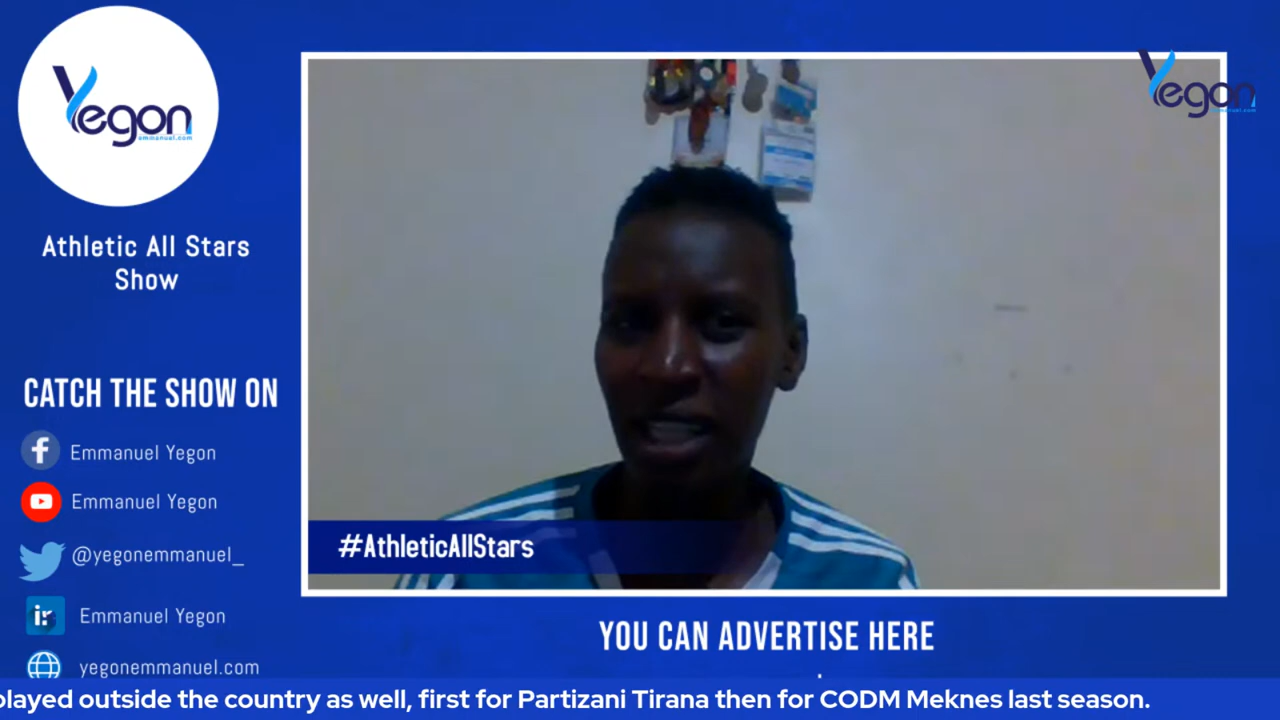 Yegon
emmanuel.com
Athletic All Stars
Show
CATCH THE SHOW ON
Emmanuel Yegon
Emmanuel Yegon
@yegonemmanuel_
Emmanuel Yegon
yegonemmanuel.com
Yegon
emmanuel.com
#AthleticAllStars
YOU CAN ADVERTISE HERE
played outside the country as well, first for Partizani Tirana then for CODM Meknes last season.